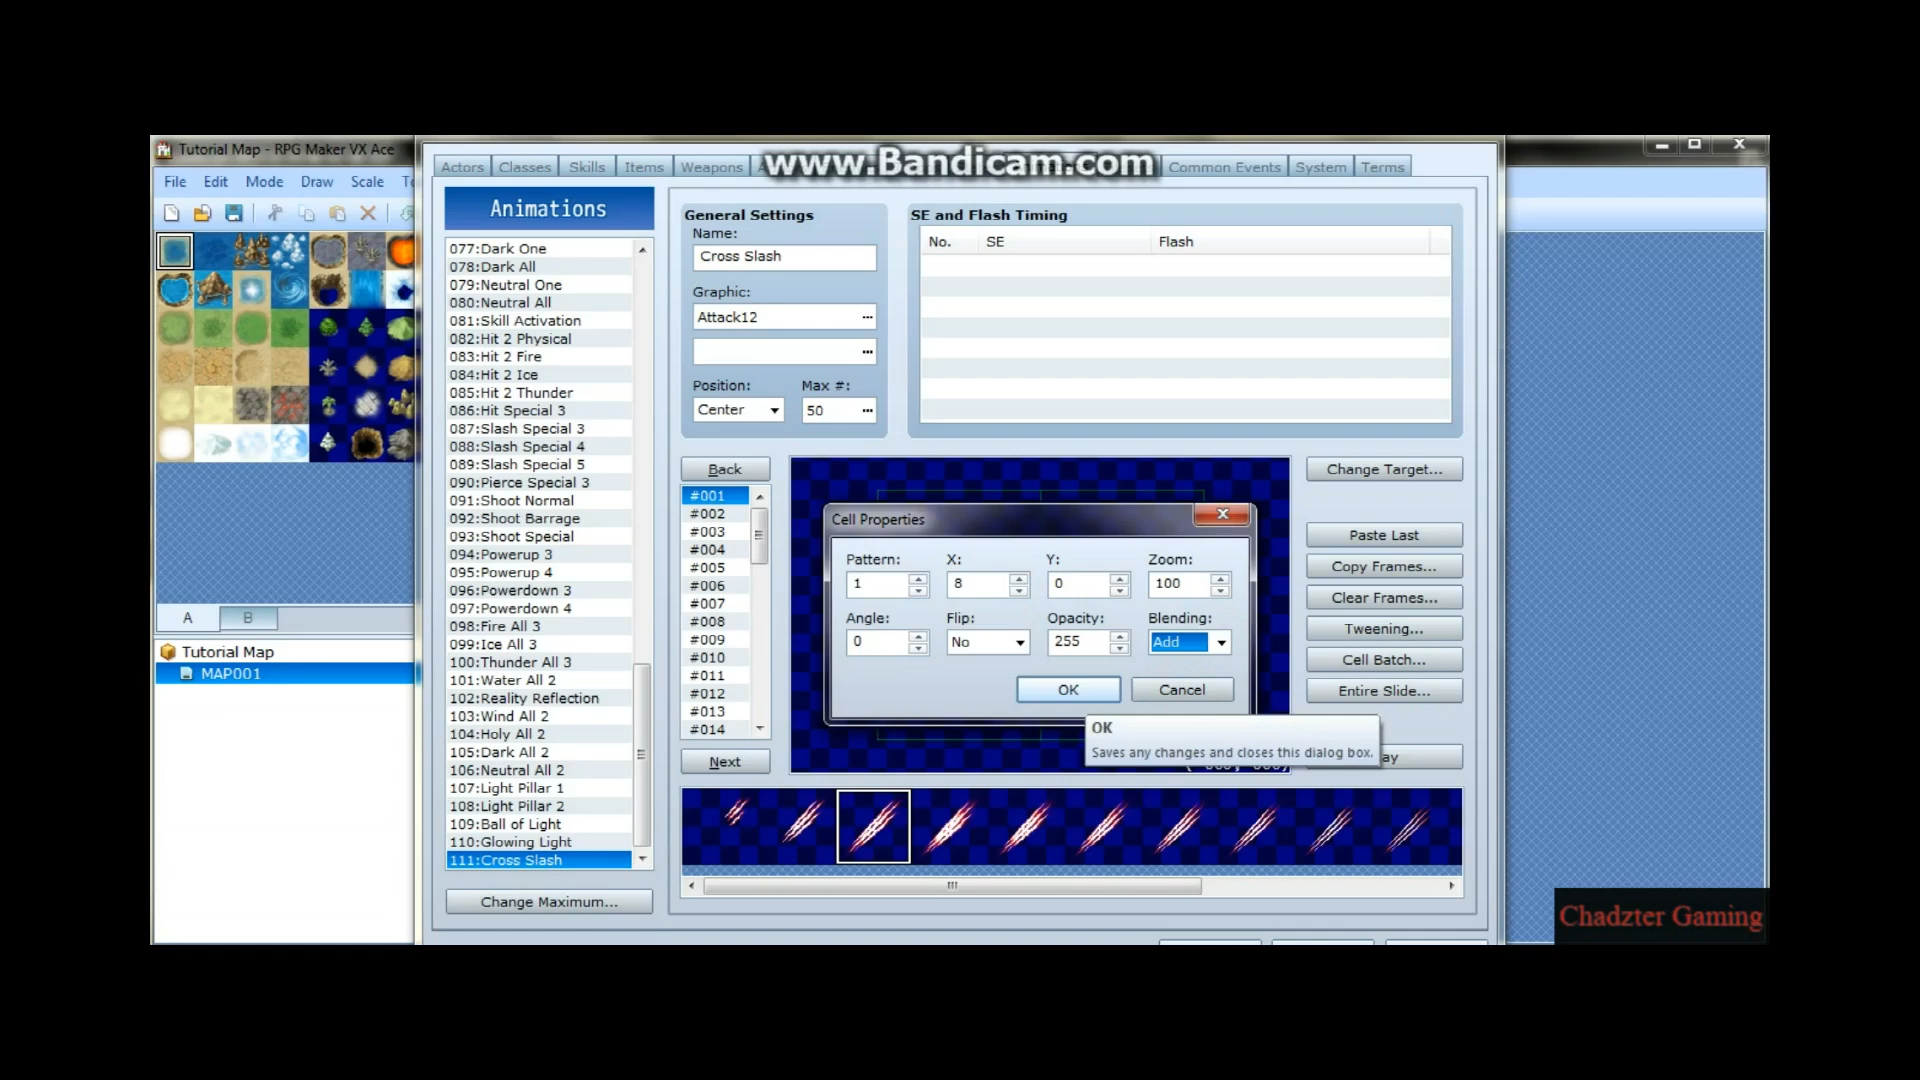 Tutorial Map - RPG Maker VX Ace
www.Bandicam.com
Actors Classes Skills Items Weapons Common Events System Terms
File Edit Mode Draw Scale
Animations
077:Dark One
078:Dark All
079:Neutral One
080:Neutral All
081:Skill Activation
082:Hit 2 Physical
083:Hit 2 Fire
084:Hit 2 Ice
085:Hit 2 Thunder
086:Hit Special 3
087:Slash Special 3
088:Slash Special 4
089:Slash Special 5
090:Pierce Special 3
091:Shoot Normal
092:Shoot Barrage
093:Shoot Special
094:Powerup 3
095:Powerup 4
096:Powerdown 3
097:Powerdown 4
098:Fire All 3
099:Ice All 3
100:Thunder All 3
101:Water All 2
102:Reality Reflection
103:Wind All 2
104:Holy All 2
105:Dark All 2
106:Neutral All 2
107:Light Pillar 1
108:Light Pillar 2
109:Ball of Light
110:Glowing Light
111:Cross Slash
Change Maximum...
A B
Tutorial Map
MAP001
General Settings
Name:
Cross Slash
Graphic:
Attack12 ...
...
Position: Max #:
Center 50 ...
SE and Flash Timing
No. SE Flash
Back
#001
#002
#003
#004
#005
#006
#007
#008
#009
#010
#011
#012
#013
#014
Next
Cell Properties
Pattern: X: Y: Zoom:
1 8 0 100
Angle: Flip: Opacity: Blending:
0 No 255 Add
OK Cancel
OK
Saves any changes and closes this dialog box.
Change Target...
Paste Last
Copy Frames...
Clear Frames...
Tweening...
Cell Batch...
Entire Slide...
Chadzter Gaming